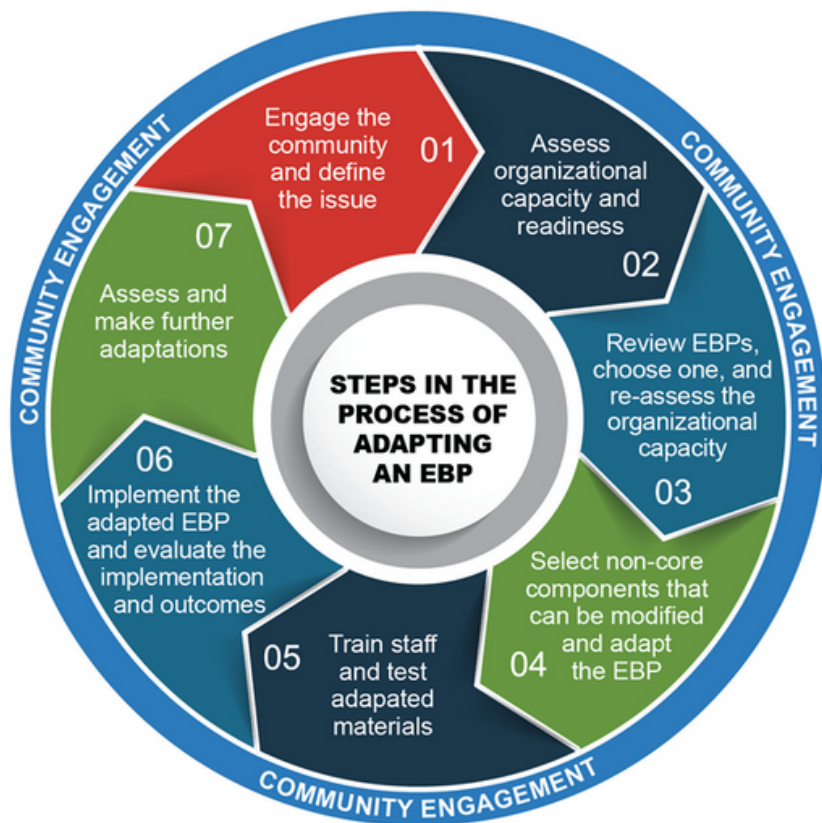 COMMUNITY ENGAGEMENT
COMMUNITY ENGAGEMENT
COMMUNITY ENGAGEMENT
STEPS IN THE
PROCESS OF
ADAPTING
AN EBP
01
Engage the
community
and define
the issue
Assess
organizational
capacity and
readiness
02
Review EBPs,
choose one, and
re-assess the
organizational
capacity
03
Select non-core
components that
can be modified
and adapt
the EBP
04
05
Train staff
and test
adapated
materials
06
Implement the
adapted EBP
and evaluate the
implementation
and outcomes
07
Assess and
make further
adaptations